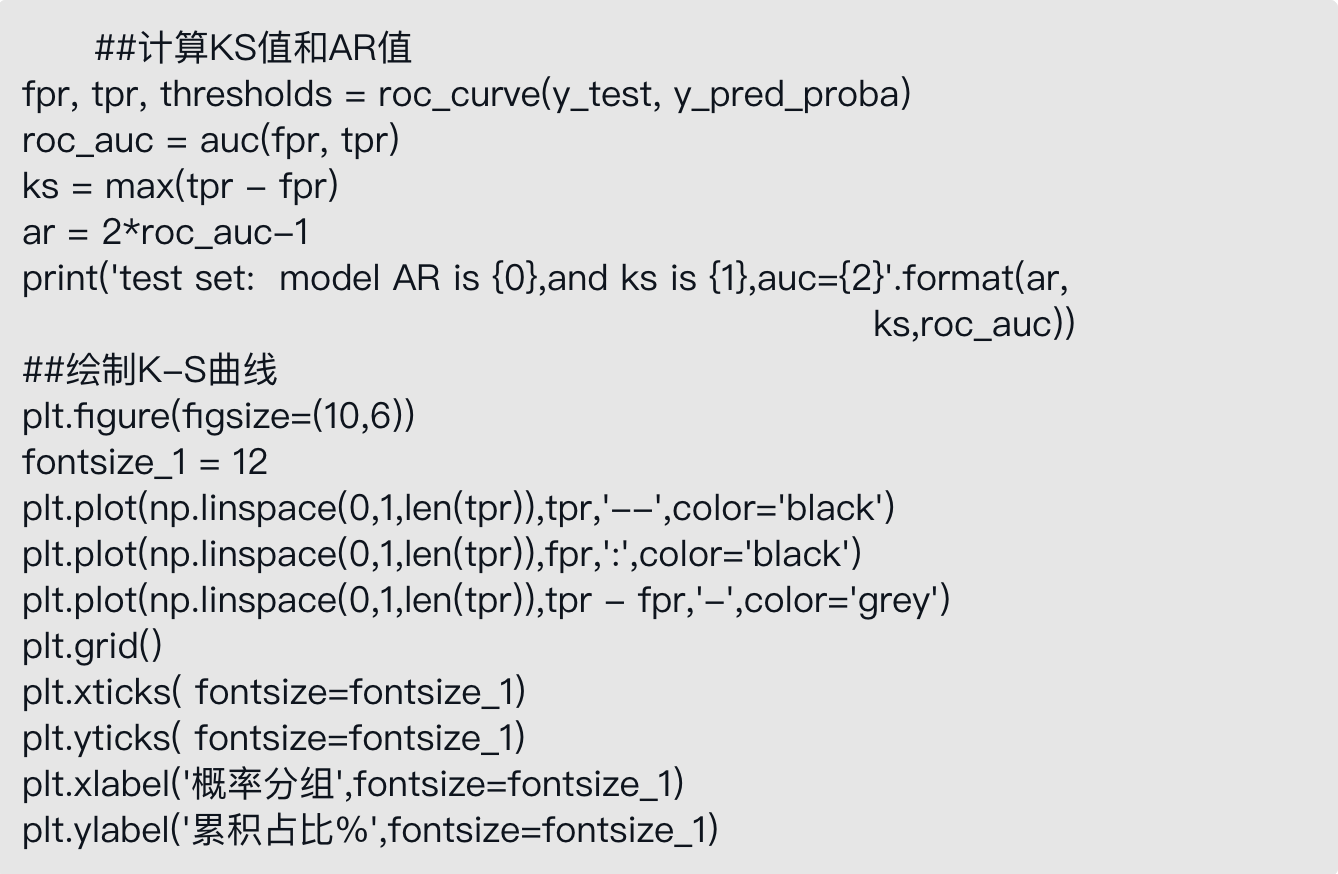 ##计算KS值和AR值
fpr, tpr, thresholds = roc_curve(y_test, y_pred_proba)
roc_auc = auc(fpr, tpr)
ks = max(tpr - fpr)
ar = 2*roc_auc-1
print('test set:  model AR is {0},and ks is {1},auc={2}'.format(ar,
ks,roc_auc))
##绘制K-S曲线
plt.figure(figsize=(10,6))
fontsize_1 = 12
plt.plot(np.linspace(0,1,len(tpr)),tpr,'--',color='black')
plt.plot(np.linspace(0,1,len(tpr)),fpr,':',color='black')
plt.plot(np.linspace(0,1,len(tpr)),tpr - fpr,'-',color='grey')
plt.grid()
plt.xticks( fontsize=fontsize_1)
plt.yticks( fontsize=fontsize_1)
plt.xlabel('概率分组',fontsize=fontsize_1)
plt.ylabel('累积占比%',fontsize=fontsize_1)